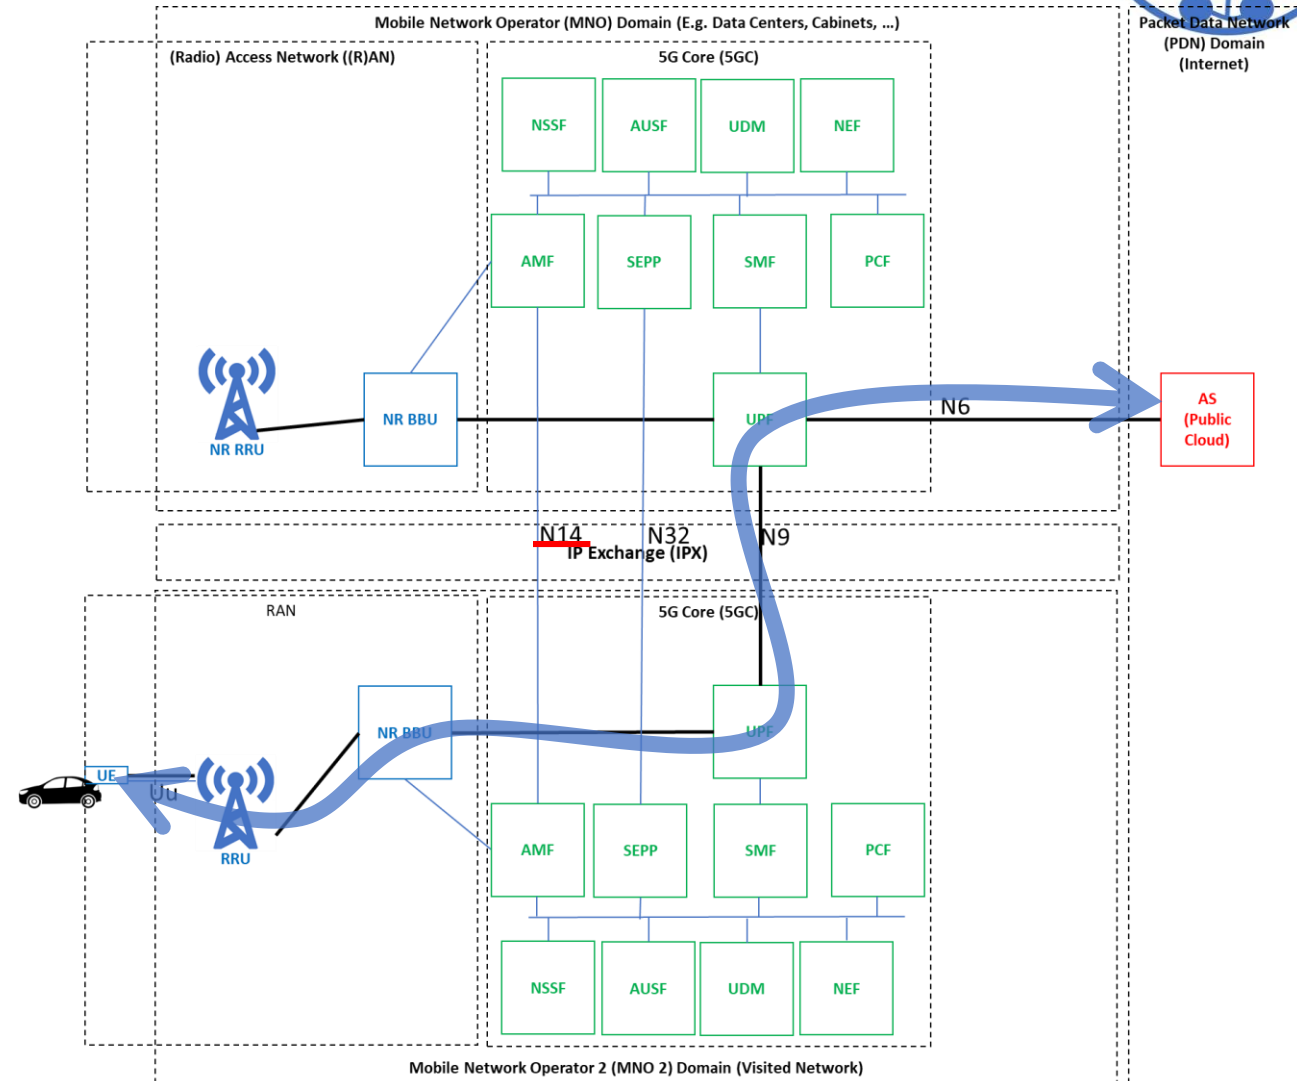 Mobile Network Operator (MNO) Domain (E.g. Data Centers, Cabinets, ...)
Packet Data Network
(PDN) Domain
(Internet)
(Radio) Access Network ((R)AN)
5G Core (5GC)
NSSF
AUSF
UDM
NEF
AMF
SEPP
SMF
PCF
NR RRU
NR BBU
UPF
N6
AS
(Public
Cloud)
N14
N32
N9
IP Exchange (IPX)
RAN
5G Core (5GC)
NR BBU
UPF
UE
Uu
RRU
AMF
SEPP
SMF
PCF
NSSF
AUSF
UDM
NEF
Mobile Network Operator 2 (MNO 2) Domain (Visited Network)